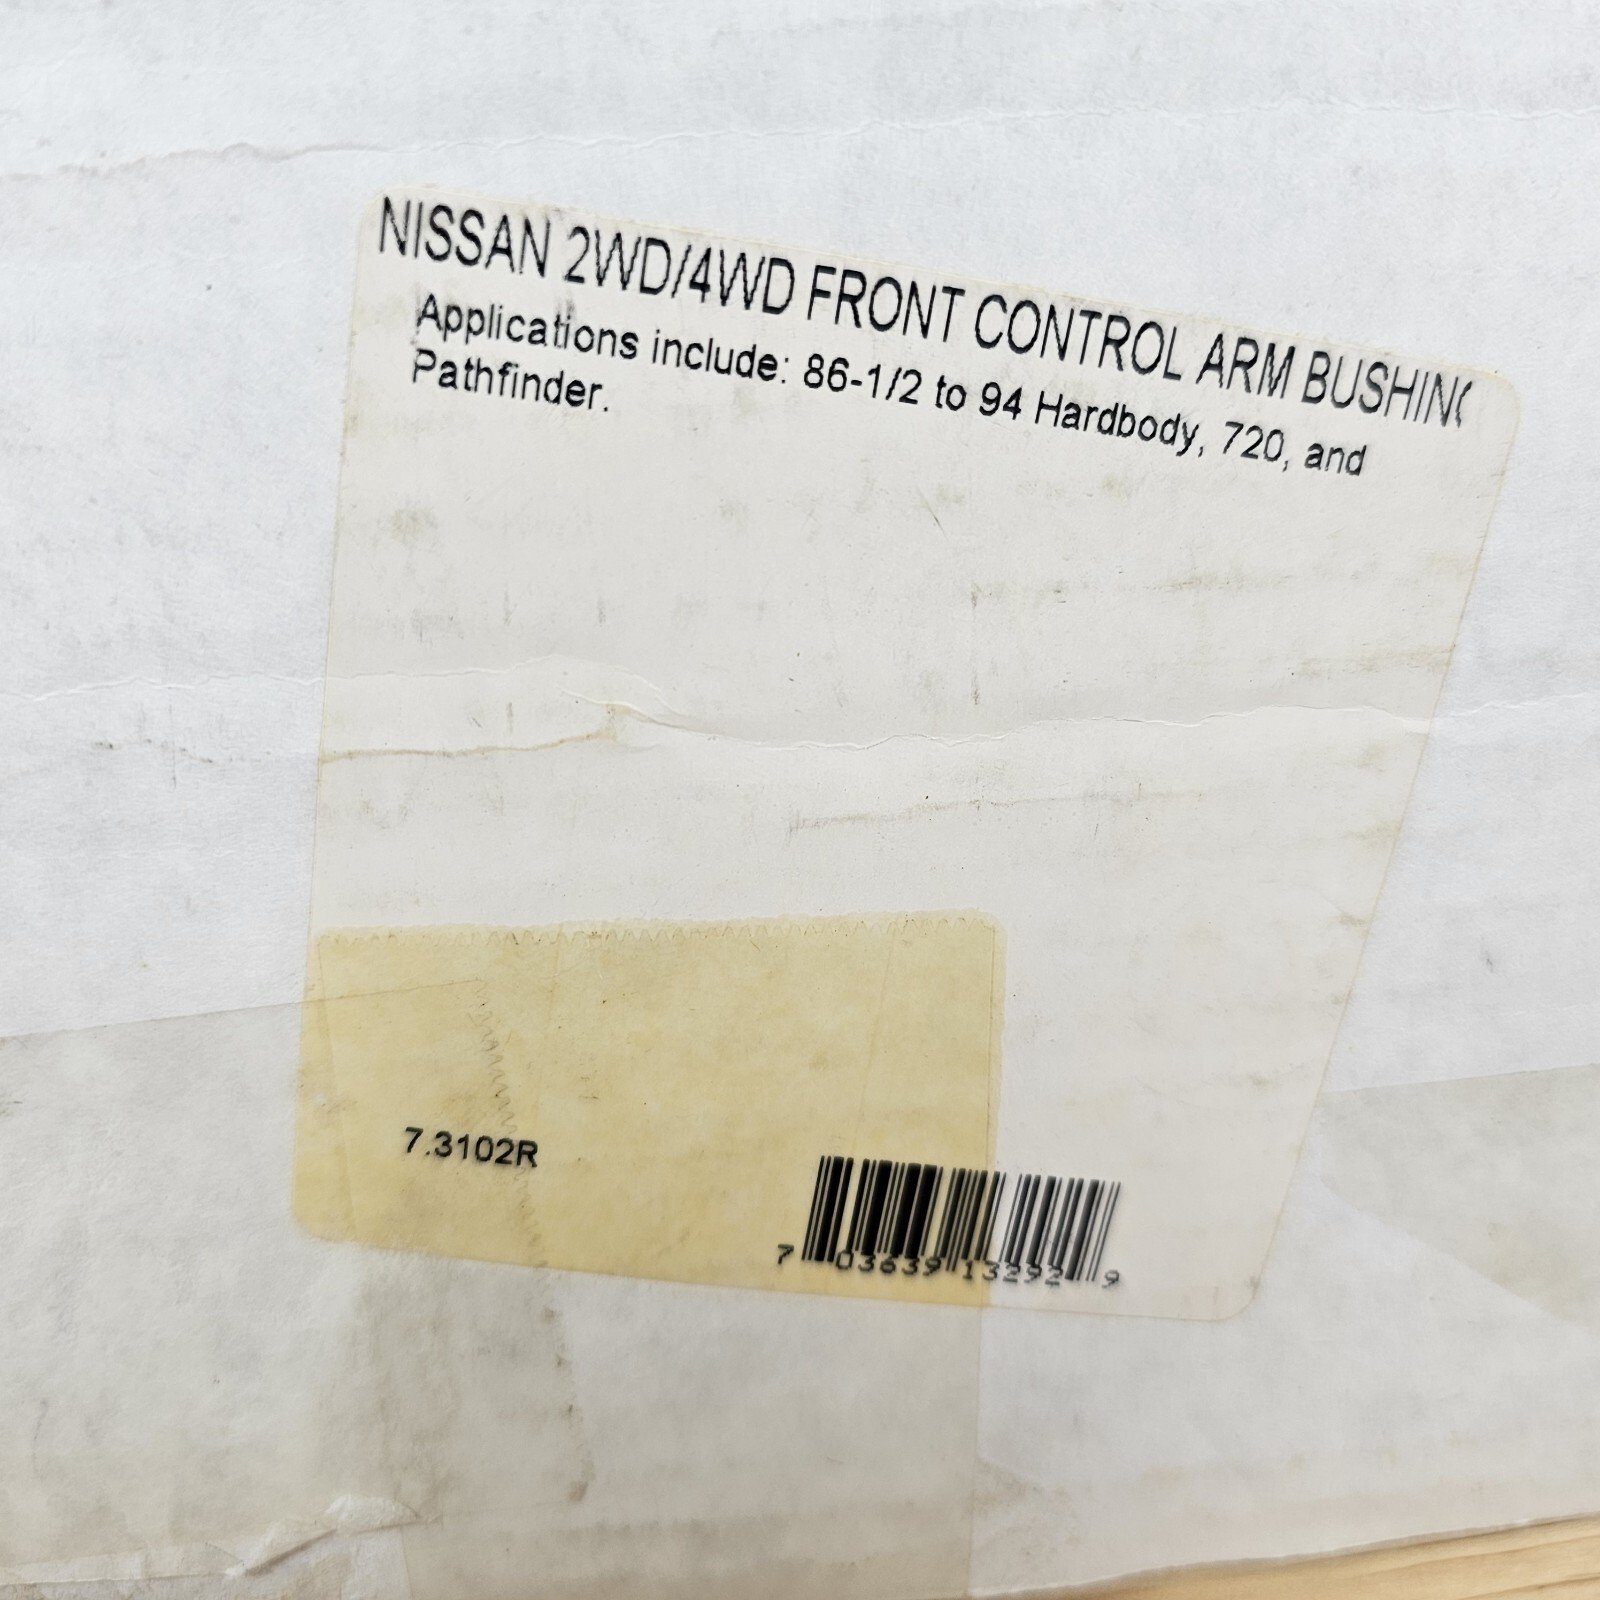 NISSAN 2WD/4WD FRONT CONTROL ARM BUSHING
Applications include: 86-1/2 to 94 Hardbody, 720, and
Pathfinder.
7.3102R
7 03639 13292 9